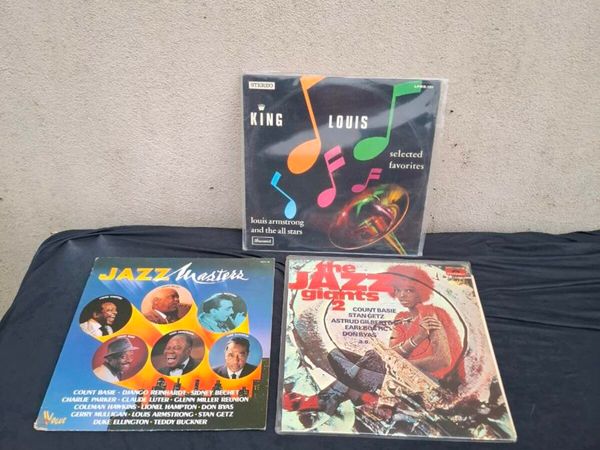 STEREO
KING LOUIS
selected
favorites
louis armstrong
and the all stars
JAZZ Masters
COUNT BASIE - DJANGO REINHARDT - SIDNEY BECHET
CHARLIE PARKER - CLAUDE LUTER - GLENN MILLER REUNION
COLEMAN HAWKINS - LIONEL HAMPTON - DON BYAS
GERRY MULLIGAN - LOUIS ARMSTRONG - STAN GETZ
DUKE ELLINGTON - TEDDY BUCKNER
the
JAZZ
giants
2
COUNT BASIE
STAN GETZ
ASTRUD GILBERTO
EARL BOSTIC
DON BYAS
a.o.